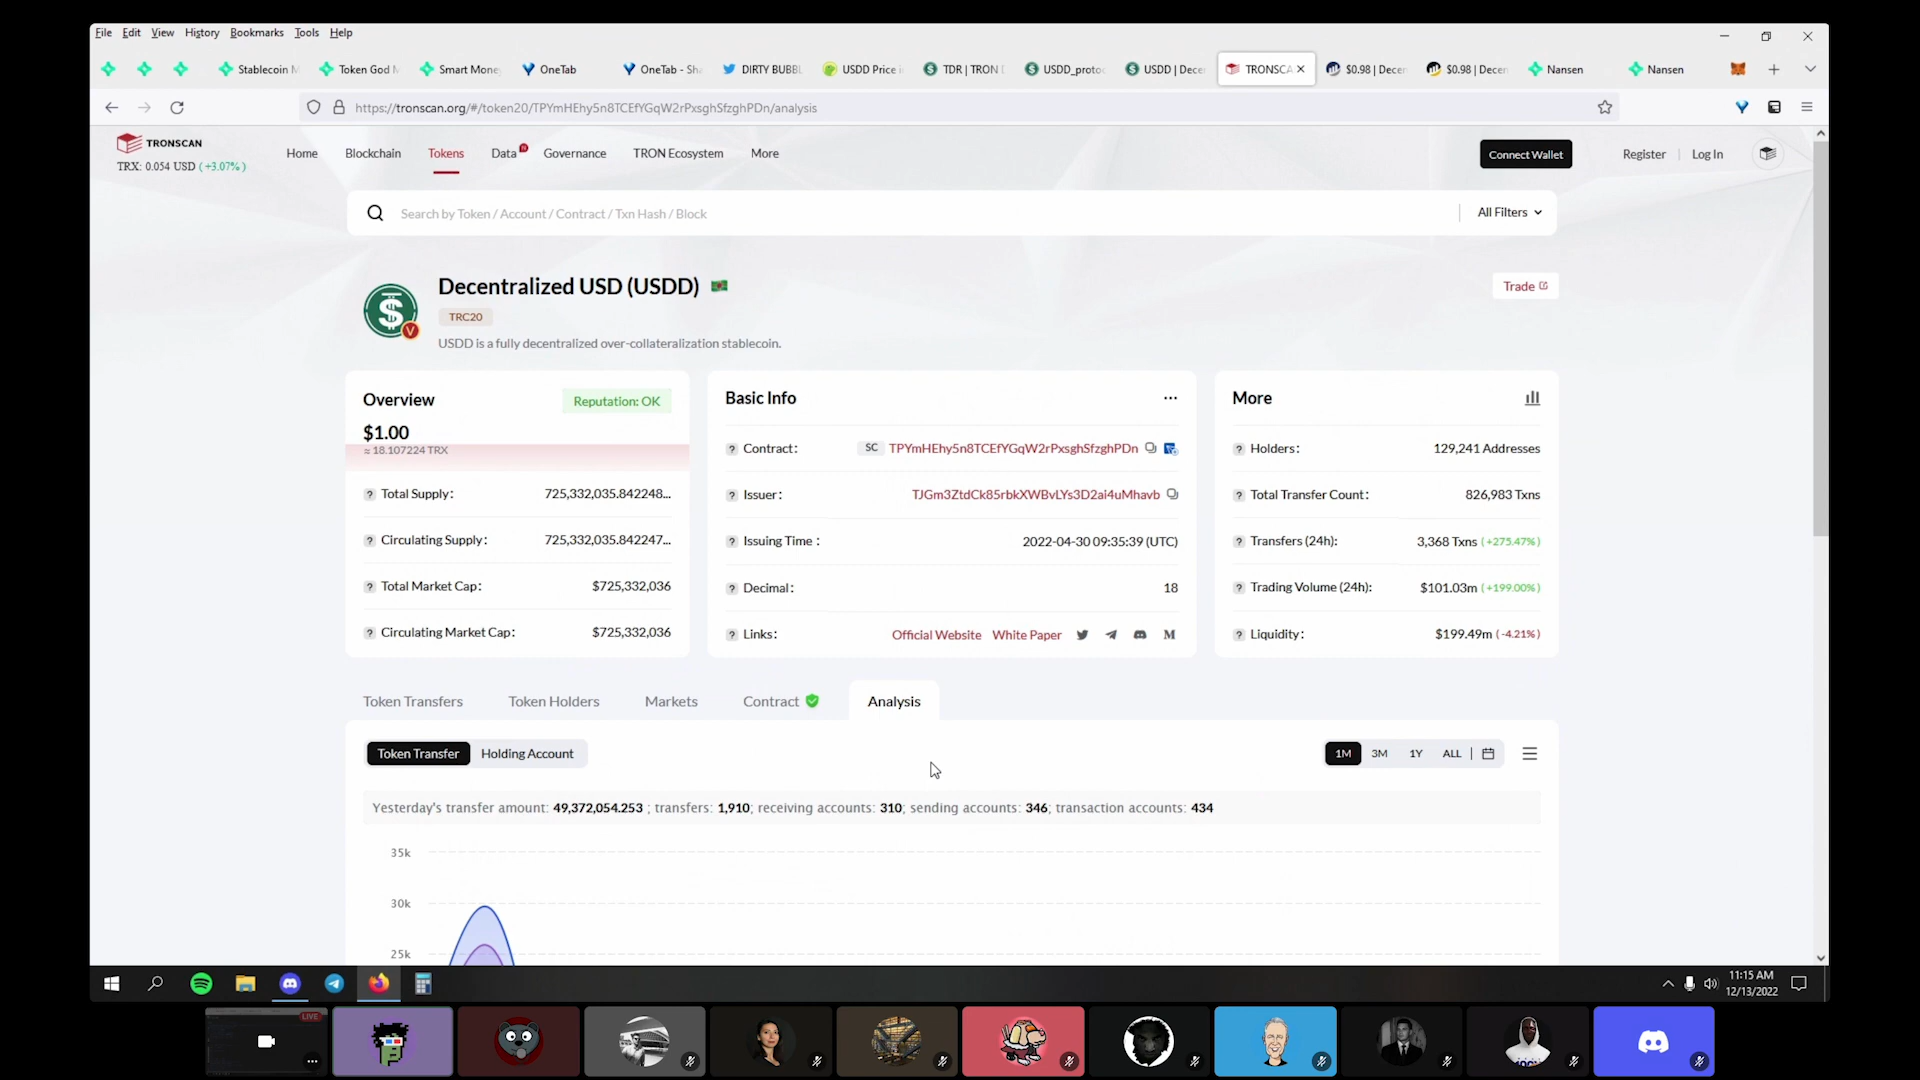 File Edit View History Bookmarks Tools Help
Stablecoin M Token God M Smart Mone OneTab OneTab - Sha DIRTY BUBBL USDD Price i TDR | TRON USDD_proto USDD | Decen TRONSCA $0.98 | Decen $0.98 | Decen Nansen Nansen
https://tronscan.org/#/token20/TPYmHEhy5n8TCEfYGqW2rPxsghSfzghPDn/analysis
TRONSCAN
TRX: 0.054 USD (+3.07%)
Home Blockchain Tokens Data Governance TRON Ecosystem More
Connect Wallet Register | Log In
Search by Token / Account / Contract / Txn Hash / Block
All Filters
Decentralized USD (USDD)
Trade
TRC20
USDD is a fully decentralized over-collateralization stablecoin.
Overview
Reputation: OK
$1.00
≈ 18.107224 TRX
Total Supply: 725,332,035.842248...
Circulating Supply: 725,332,035.842247...
Total Market Cap: $725,332,036
Circulating Market Cap: $725,332,036
Basic Info
Contract: SC TPYmHEhy5n8TCEfYGqW2rPxsghSfzghPDn
Issuer: TJGm3ZtdCk85rbkXWBvLYs3D2ai4uMhavb
Issuing Time : 2022-04-30 09:35:39 (UTC)
Decimal: 18
Links: Official Website White Paper
More
Holders: 129,241 Addresses
Total Transfer Count: 826,983 Txns
Transfers (24h): 3,368 Txns (+275.47%)
Trading Volume (24h): $101.03m (+199.00%)
Liquidity: $199.49m (-4.21%)
Token Transfers Token Holders Markets Contract Analysis
Token Transfer Holding Account
1M 3M 1Y ALL
Yesterday's transfer amount: 49,372,054.253 ; transfers: 1,910; receiving accounts: 310; sending accounts: 346; transaction accounts: 434
35k
30k
25k
11:15 AM
12/13/2022
LIVE